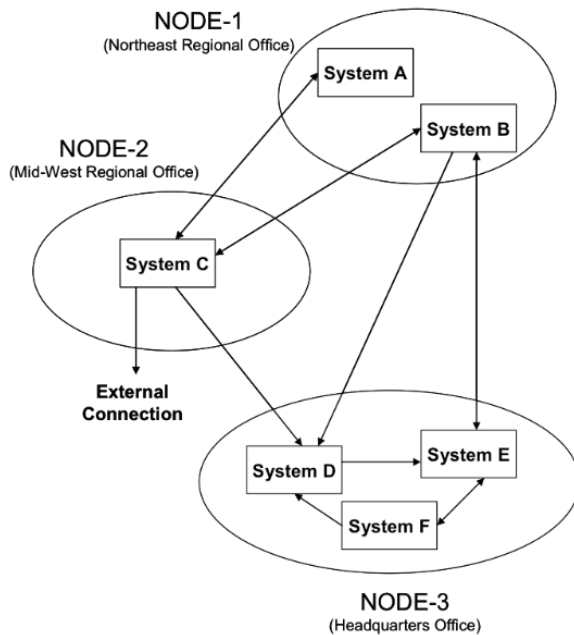 NODE-1
(Northeast Regional Office)
System A
System B
NODE-2
(Mid-West Regional Office)
System C
External
Connection
System D
System E
System F
NODE-3
(Headquarters Office)